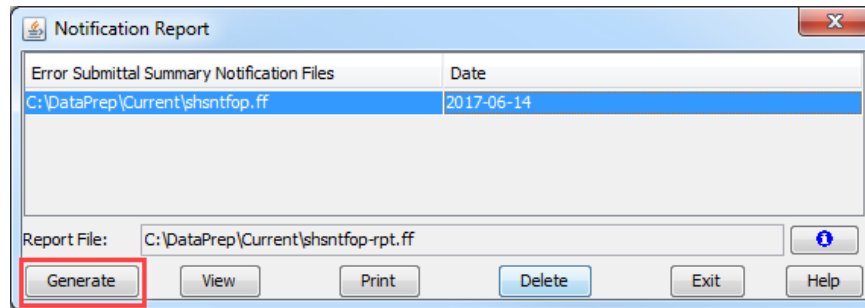 Notification Report
Error Submittal Summary Notification Files Date
C:\DataPrep\Current\shsntfop.ff 2017-06-14
Report File: C:\DataPrep\Current\shsntfop-rpt.ff
Generate View Print Delete Exit Help